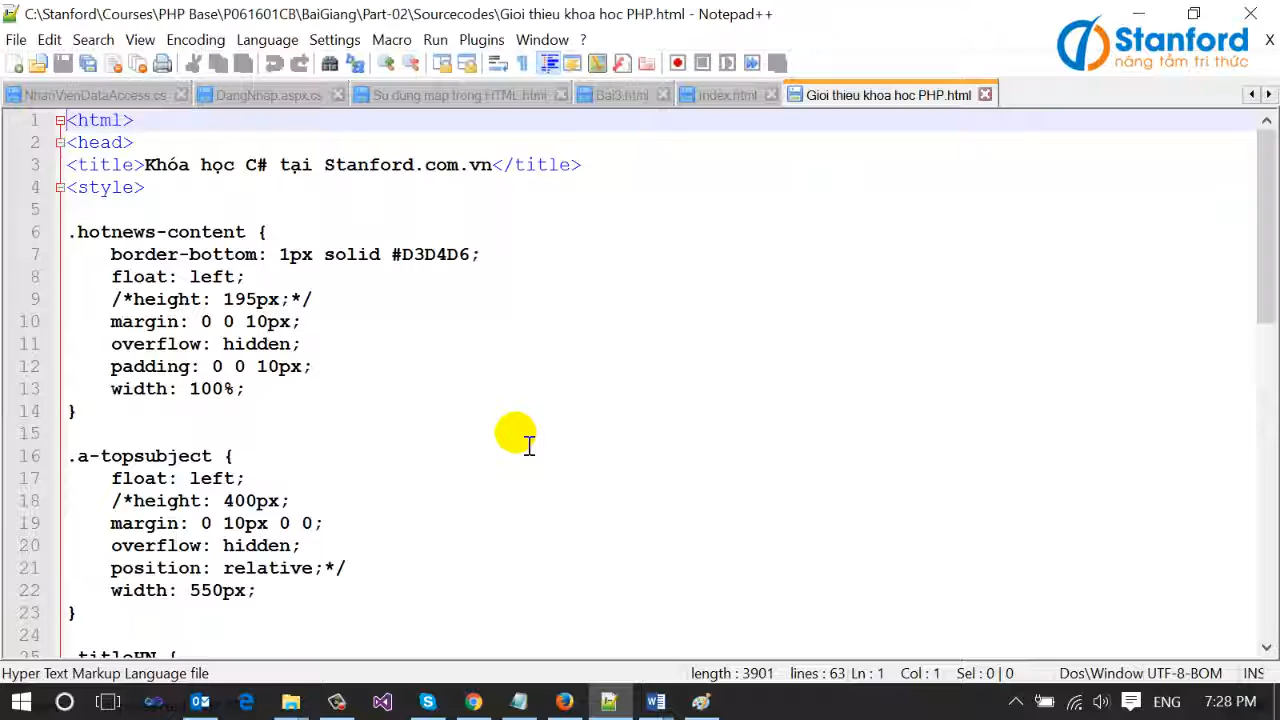 C:\Stanford\Courses\PHP Base\P061601CB\BaiGiang\Part-02\Sourcecodes\Gioi thieu khoa hoc PHP.html - Notepad++
File Edit Search View Encoding Language Settings Macro Run Plugins Window ? X
Stanford
nâng tầm tri thức
NhanVienDataAccess.cs DangNhap.aspx.cs Su dung map trong HTML.html Bai3.html index.html Gioi thieu khoa hoc PHP.html
1 <html>
2 <head>
3 <title>Khóa học C# tại Stanford.com.vn</title>
4 <style>
5
6 .hotnews-content {
7 border-bottom: 1px solid #D3D4D6;
8 float: left;
9 /*height: 195px;*/
10 margin: 0 0 10px;
11 overflow: hidden;
12 padding: 0 0 10px;
13 width: 100%;
14 }
15
16 .a-topsubject {
17 float: left;
18 /*height: 400px;
19 margin: 0 10px 0 0;
20 overflow: hidden;
21 position: relative;*/
22 width: 550px;
23 }
24
25 .titleHN {
Hyper Text Markup Language file length : 3901 lines : 63 Ln : 1 Col : 1 Sel : 0 | 0 Dos\Window UTF-8-BOM INS
ENG 7:28 PM